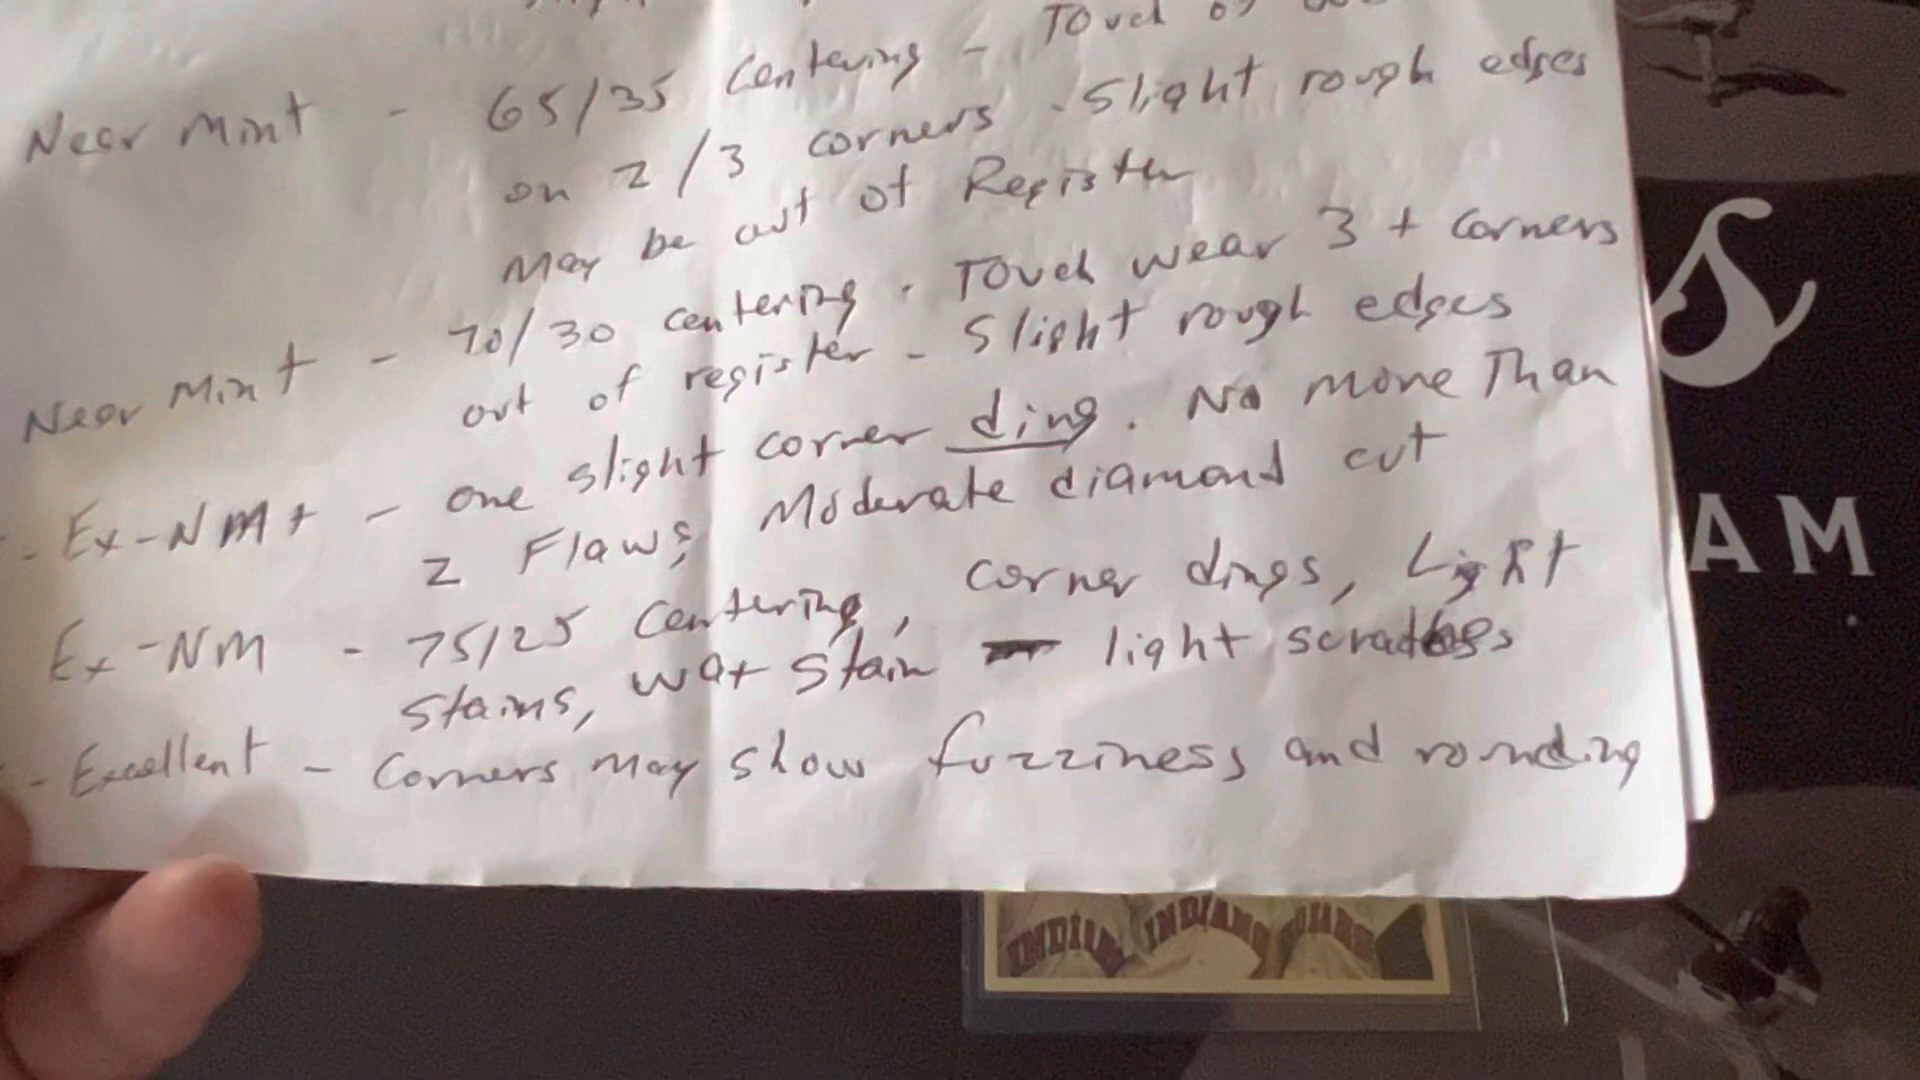 Touch of
Near Mint - 65/35 Centering -
on 2/3 corners - Slight rough edges
May be out of Register
Near Mint - 70/30 centering. Touch wear 3 + Corners
out of register - Slight rough edges
- Ex-NM+ - one slight corner ding. No more Than
2 Flaws, Moderate diamond cut
Ex-NM - 75/25 Centering, corner dings, Light
Stains, wax Stain - light scratches
- Excellent - Corners may show fuzziness and rounding
S
AM
INDIANS INDIANS INDIANS